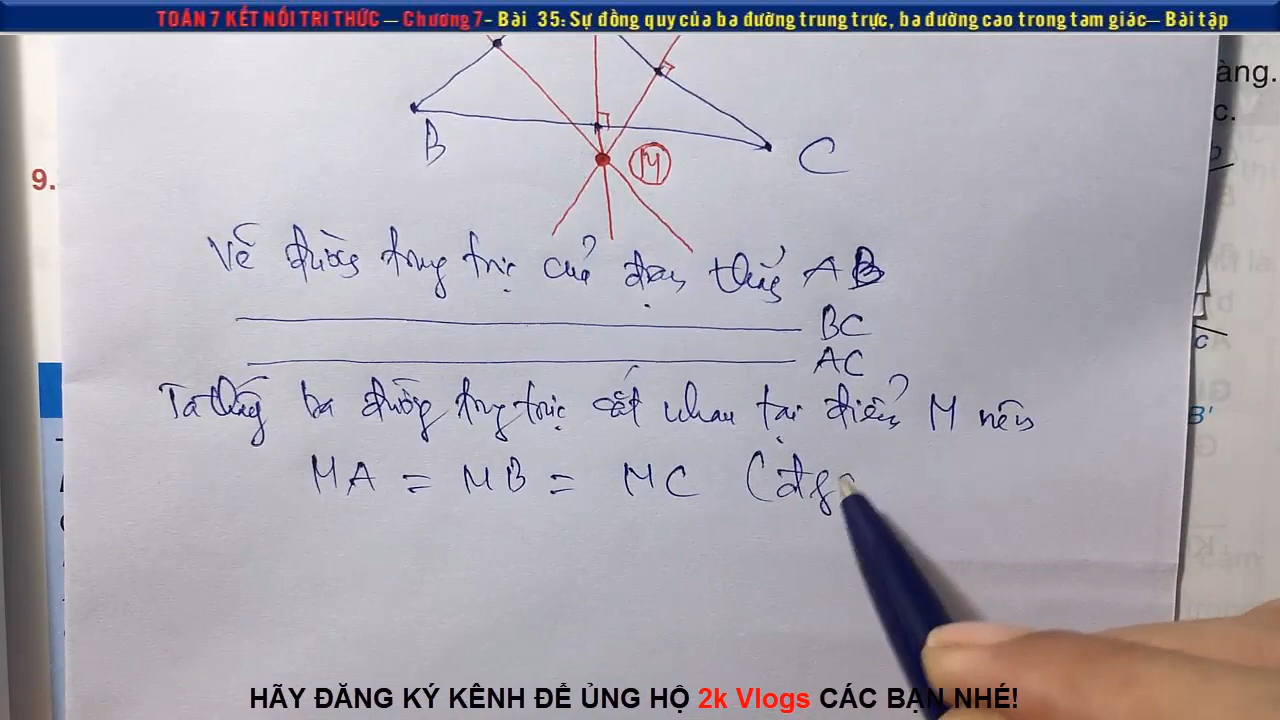 TOÁN 7 KẾT NỐI TRI THỨC – Chương 7- Bài 35: Sự đồng quy của ba đường trung trực, ba đường cao trong tam giác– Bài tập
àng.
c.
B
M
C
9.
Vẽ đường trung trực của đoạn thẳng AB
BC
AC
C
Ta thấy ba đường trung trực cắt nhau tại điểm M nên
B'
MA = MB = MC (đ
HÃY ĐĂNG KÝ KÊNH ĐỂ ỦNG HỘ 2k Vlogs CÁC BẠN NHÉ!